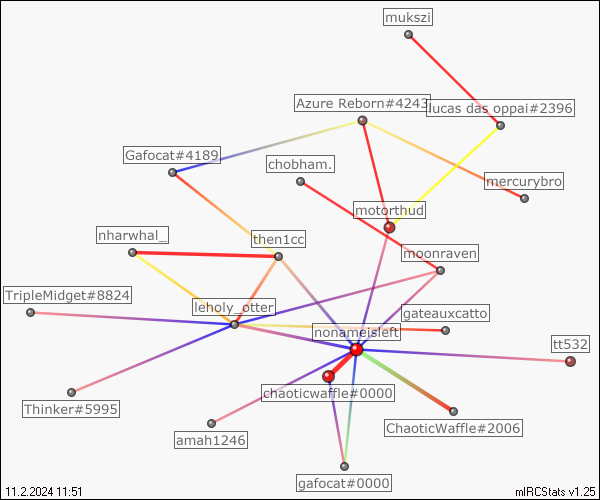 mukszi
Azure Reborn#4243
lucas das oppai#2396
Gafocat#4189
chobham.
mercurybro
motorthud
nharwhal_
then1cc
moonraven
TripleMidget#8824
leholy_otter
gateauxcatto
nonameisleft
tt532
chaoticwaffle#0000
Thinker#5995
ChaoticWaffle#2006
amah1246
gafocat#0000
11.2.2024 11:51
mIRCStats v1.25